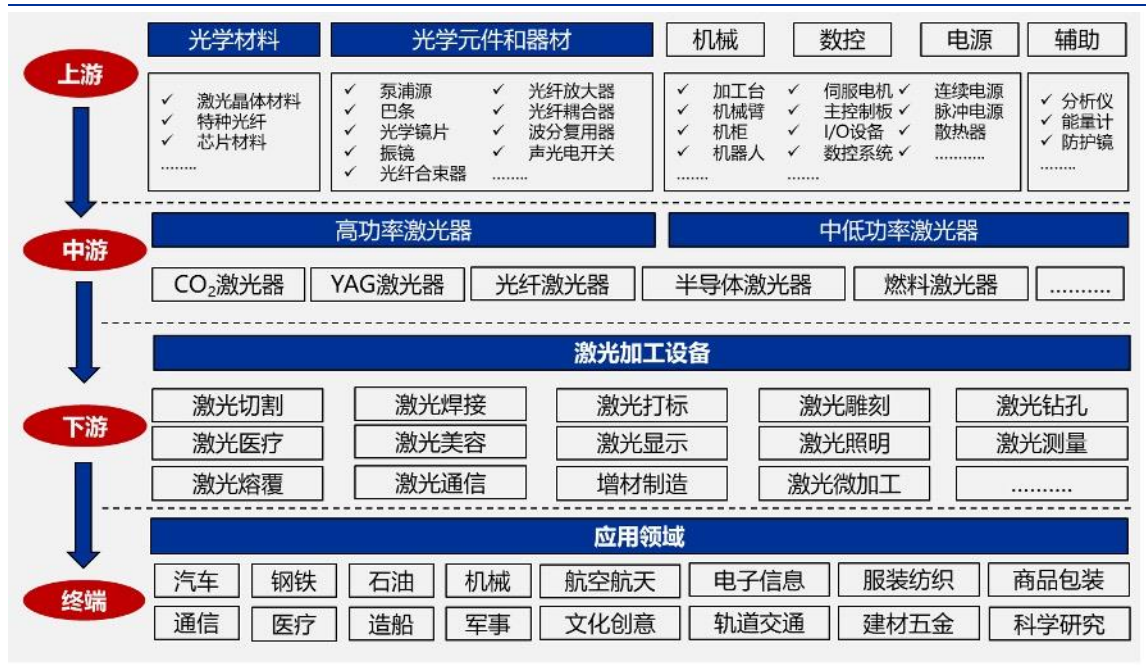 光学材料 光学元件和器材 机械 数控 电源 辅助
上游
✓ 激光晶体材料
✓ 特种光纤
✓ 芯片材料
........
✓ 泵浦源 ✓ 光纤放大器
✓ 巴条 ✓ 光纤耦合器
✓ 光学镜片 ✓ 波分复用器
✓ 振镜 ✓ 声光电开关
✓ 光纤合束器 ........
✓ 加工台 ✓ 伺服电机 ✓ 连续电源
✓ 机械臂 ✓ 主控制板 ✓ 脉冲电源
✓ 机柜 ✓ I/O设备 ✓ 散热器
✓ 机器人 ✓ 数控系统 ✓ ...........
........ ........
✓ 分析仪
✓ 能量计
✓ 防护镜
........
中游
高功率激光器 中低功率激光器
CO₂激光器 YAG激光器 光纤激光器 半导体激光器 燃料激光器 ..........
下游
激光加工设备
激光切割 激光焊接 激光打标 激光雕刻 激光钻孔
激光医疗 激光美容 激光显示 激光照明 激光测量
激光熔覆 激光通信 增材制造 激光微加工 ..........
终端
应用领域
汽车 钢铁 石油 机械 航空航天 电子信息 服装纺织 商品包装
通信 医疗 造船 军事 文化创意 轨道交通 建材五金 科学研究